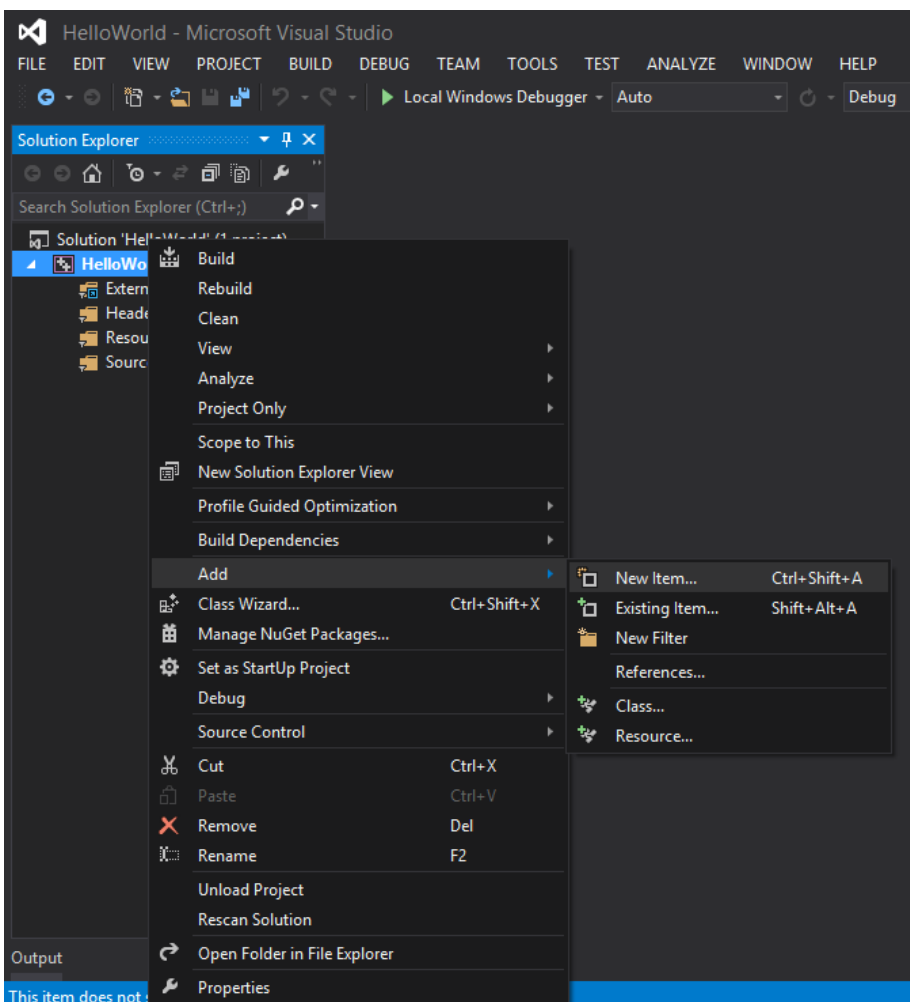 HelloWorld - Microsoft Visual Studio
FILE EDIT VIEW PROJECT BUILD DEBUG TEAM TOOLS TEST ANALYZE WINDOW HELP
Local Windows Debugger Auto Debug
Solution Explorer
Search Solution Explorer (Ctrl+;)
Solution
Build
Rebuild
Clean
View
Analyze
Project Only
Scope to This
New Solution Explorer View
Profile Guided Optimization
Build Dependencies
Add
New Item... Ctrl+Shift+A
Class Wizard... Ctrl+Shift+X
Existing Item... Shift+Alt+A
Manage NuGet Packages...
New Filter
Set as StartUp Project
References...
Debug
Class...
Source Control
Resource...
Cut Ctrl+X
Paste Ctrl+V
Remove Del
Rename F2
Unload Project
Rescan Solution
Open Folder in File Explorer
Output
Properties
This item does not